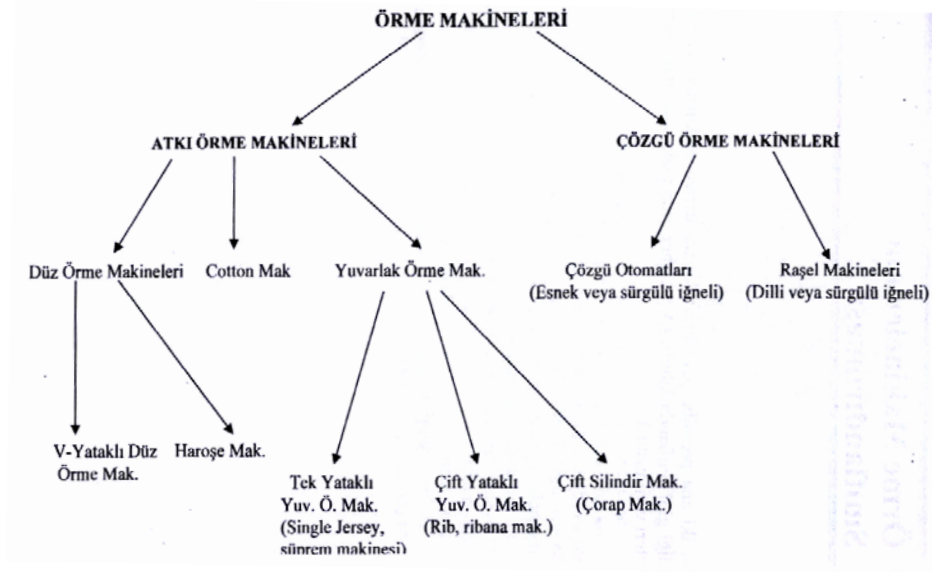 ÖRME MAKİNELERİ
ATKI ÖRME MAKİNELERİ
ÇÖZGÜ ÖRME MAKİNELERİ
Düz Örme Makineleri
Cotton Mak
Yuvarlak Örme Mak.
Çözgü Otomatları
(Esnek veya sürgülü iğneli)
Raşel Makineleri
(Dilli veya sürgülü iğneli)
V-Yataklı Düz
Örme Mak.
Haroşe Mak.
Tek Yataklı
Yuv. Ö. Mak.
(Single Jersey,
süprem makinesi)
Çift Yataklı
Yuv. Ö. Mak.
(Rib, ribana mak.)
Çift Silindir Mak.
(Çorap Mak.)